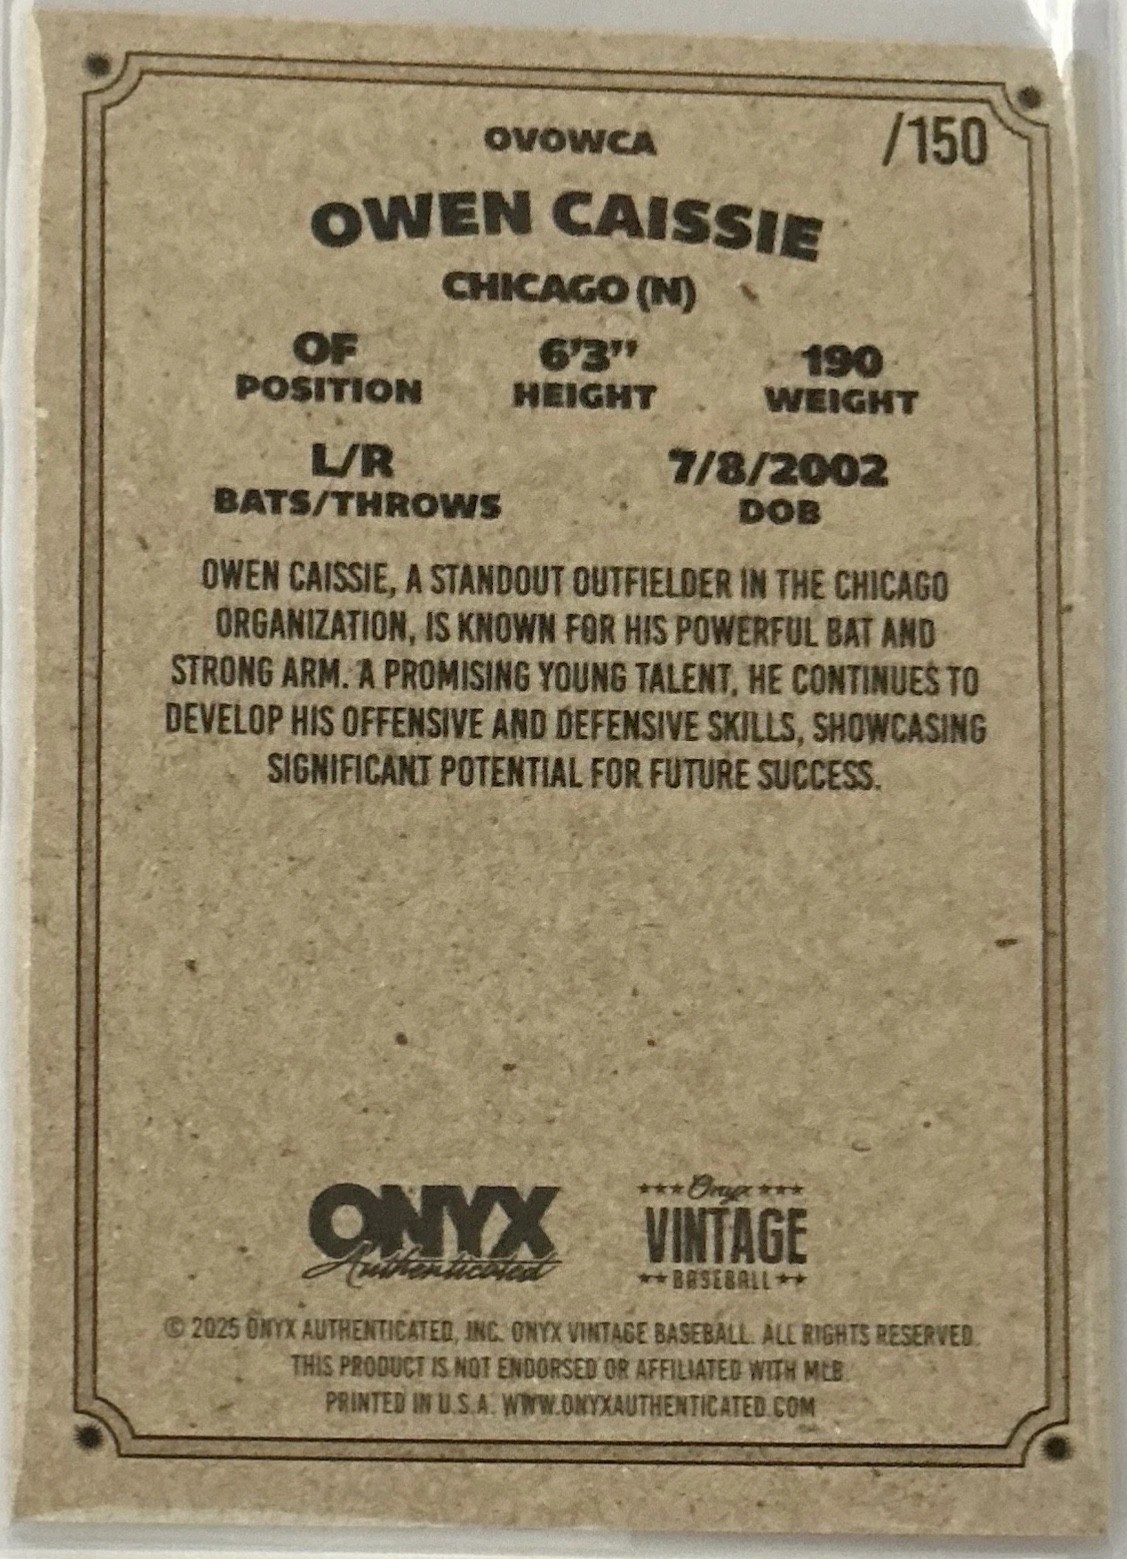 OVOWCA
/150
OWEN CAISSIE
CHICAGO (N)
OF 6'3" 190
POSITION HEIGHT WEIGHT
L/R 7/8/2002
BATS/THROWS DOB
OWEN CAISSIE, A STANDOUT OUTFIELDER IN THE CHICAGO
ORGANIZATION, IS KNOWN FOR HIS POWERFUL BAT AND
STRONG ARM. A PROMISING YOUNG TALENT, HE CONTINUES TO
DEVELOP HIS OFFENSIVE AND DEFENSIVE SKILLS, SHOWCASING
SIGNIFICANT POTENTIAL FOR FUTURE SUCCESS.
ONYX
Authenticated
Onyx
VINTAGE
BASEBALL
© 2025 ONYX AUTHENTICATED, INC. ONYX VINTAGE BASEBALL. ALL RIGHTS RESERVED.
THIS PRODUCT IS NOT ENDORSED OR AFFILIATED WITH MLB.
PRINTED IN U.S.A. WWW.ONYXAUTHENTICATED.COM